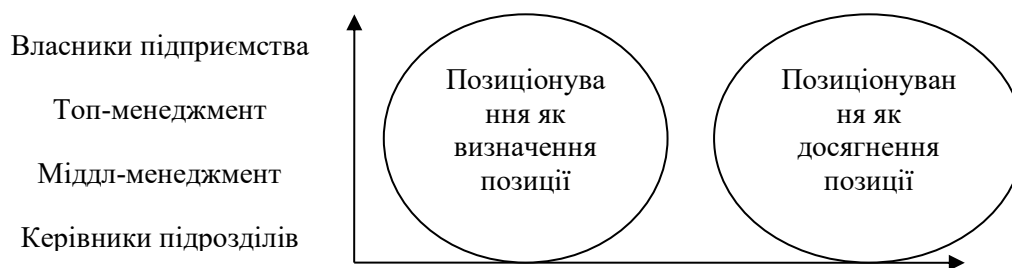 Власники підприємства
Топ-менеджмент
Міддл-менеджмент
Керівники підрозділів
Позиціонува
ння як
визначення
позиції
Позиціонуван
ня як
досягнення
позиції